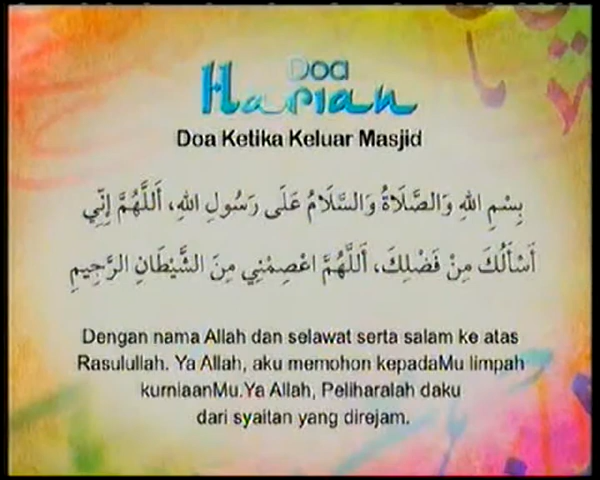 Doa
Harian
Doa Ketika Keluar Masjid
بِسْمِ اللهِ وَالصَّلَاةُ وَالسَّلَامُ عَلَى رَسُولِ اللهِ، أَللَّهُمَّ إِنِّي
أَسْأَلُكَ مِنْ فَضْلِكَ، أَللَّهُمَّ اعْصِمْنِي مِنَ الشَّيْطَانِ الرَّجِيمِ
Dengan nama Allah dan selawat serta salam ke atas
Rasulullah. Ya Allah, aku memohon kepadaMu limpah
kurniaanMu.Ya Allah, Peliharalah daku
dari syaitan yang direjam.